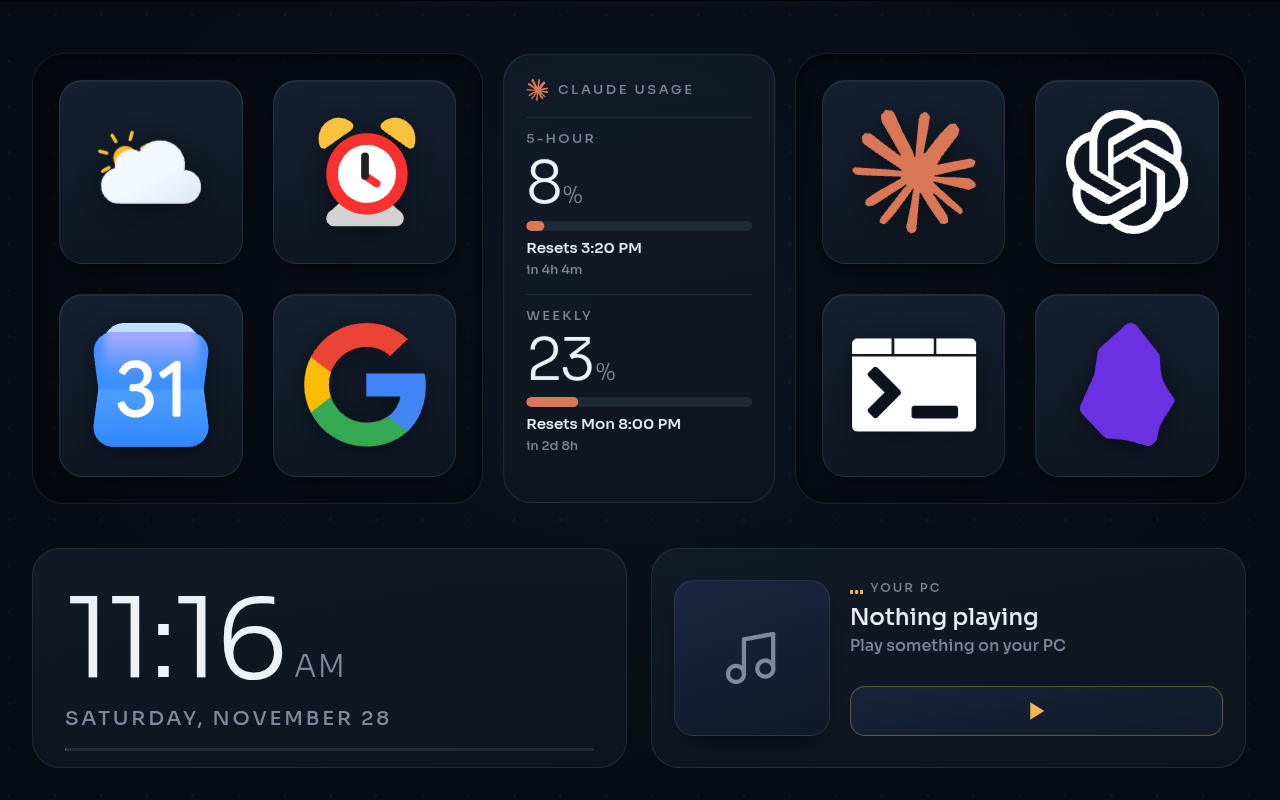 31
CLAUDE USAGE
5-HOUR
8%
Resets 3:20 PM
in 4h 4m
WEEKLY
23%
Resets Mon 8:00 PM
in 2d 8h
11:16 AM
SATURDAY, NOVEMBER 28
YOUR PC
Nothing playing
Play something on your PC